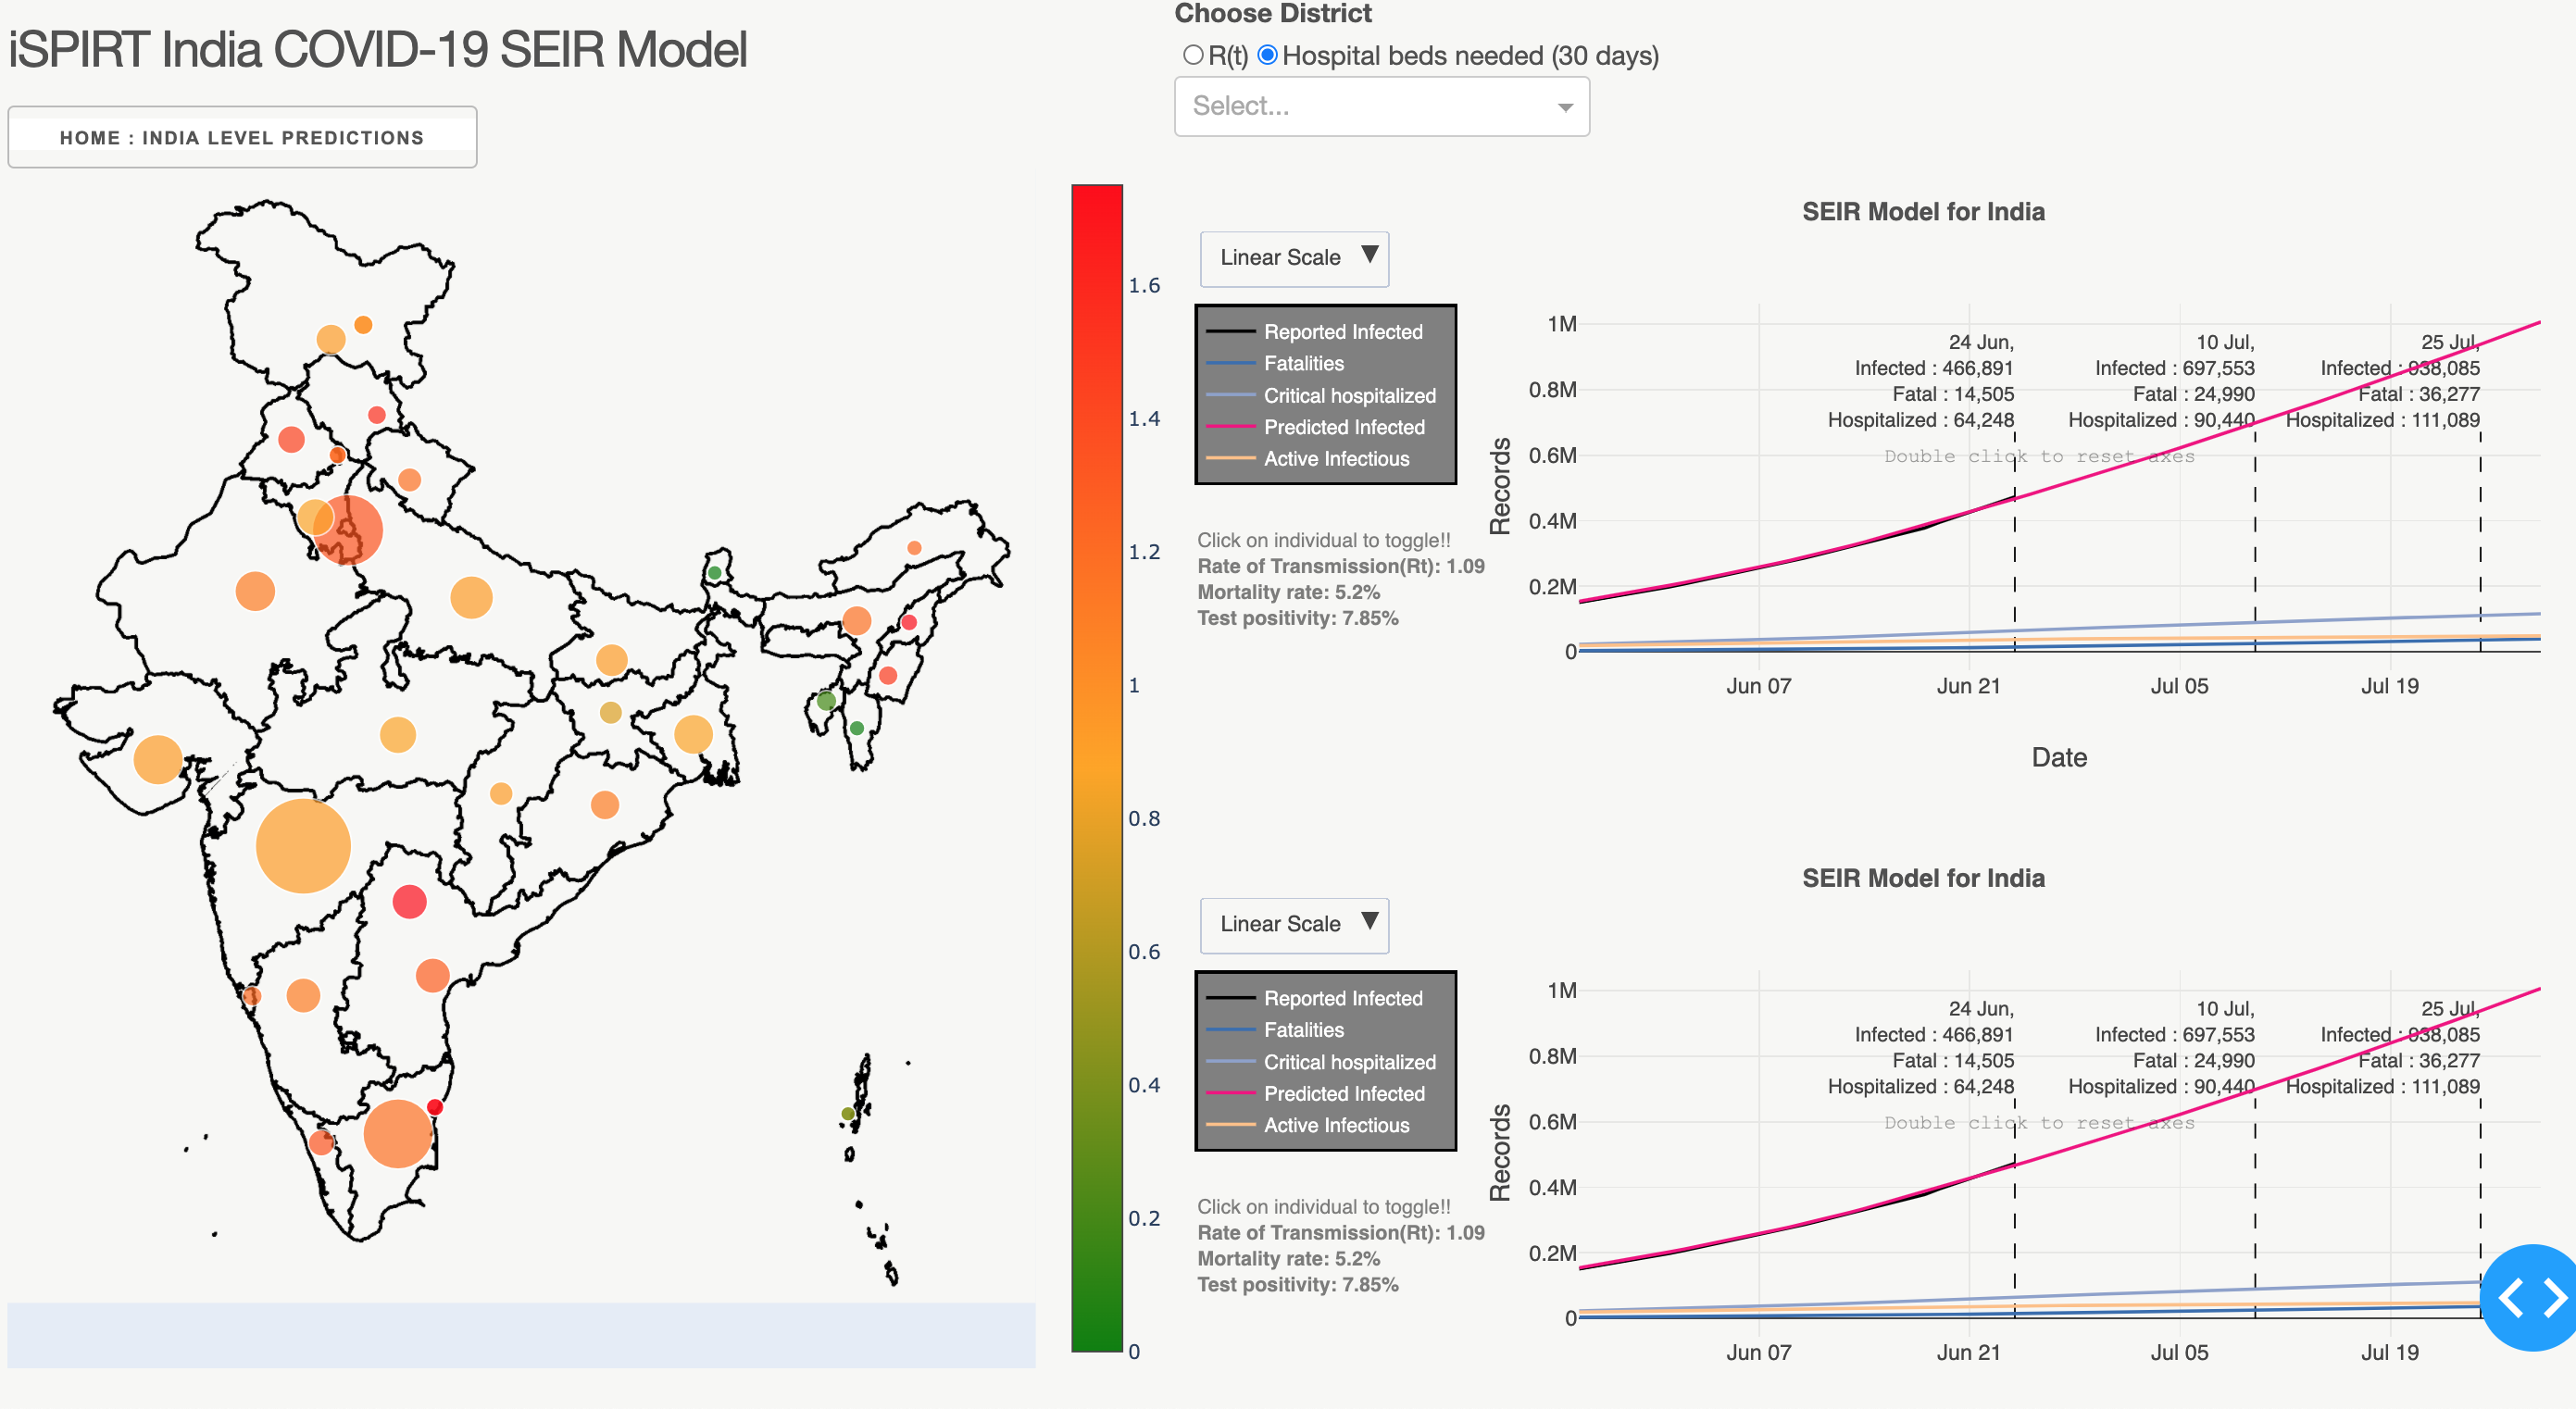 iSPIRT India COVID-19 SEIR Model
HOME : INDIA LEVEL PREDICTIONS
Choose District
R(t) Hospital beds needed (30 days)
Select...
1.6
1.4
1.2
1
0.8
0.6
0.4
0.2
0
SEIR Model for India
Linear Scale ▼
Reported Infected
Fatalities
Critical hospitalized
Predicted Infected
Active Infectious
Click on individual to toggle!!
Rate of Transmission(Rt): 1.09
Mortality rate: 5.2%
Test positivity: 7.85%
Records
1M
0.8M
0.6M
0.4M
0.2M
0
24 Jun,
Infected : 466,891
Fatal : 14,505
Hospitalized : 64,248
10 Jul,
Infected : 697,553
Fatal : 24,990
Hospitalized : 90,440
25 Jul,
Infected : 938,085
Fatal : 36,277
Hospitalized : 111,089
Double click to reset axes
Jun 07 Jun 21 Jul 05 Jul 19
Date
SEIR Model for India
Linear Scale ▼
Reported Infected
Fatalities
Critical hospitalized
Predicted Infected
Active Infectious
Click on individual to toggle!!
Rate of Transmission(Rt): 1.09
Mortality rate: 5.2%
Test positivity: 7.85%
Records
1M
0.8M
0.6M
0.4M
0.2M
0
24 Jun,
Infected : 466,891
Fatal : 14,505
Hospitalized : 64,248
10 Jul,
Infected : 697,553
Fatal : 24,990
Hospitalized : 90,440
25 Jul,
Infected : 938,085
Fatal : 36,277
Hospitalized : 111,089
Double click to reset axes
Jun 07 Jun 21 Jul 05 Jul 19